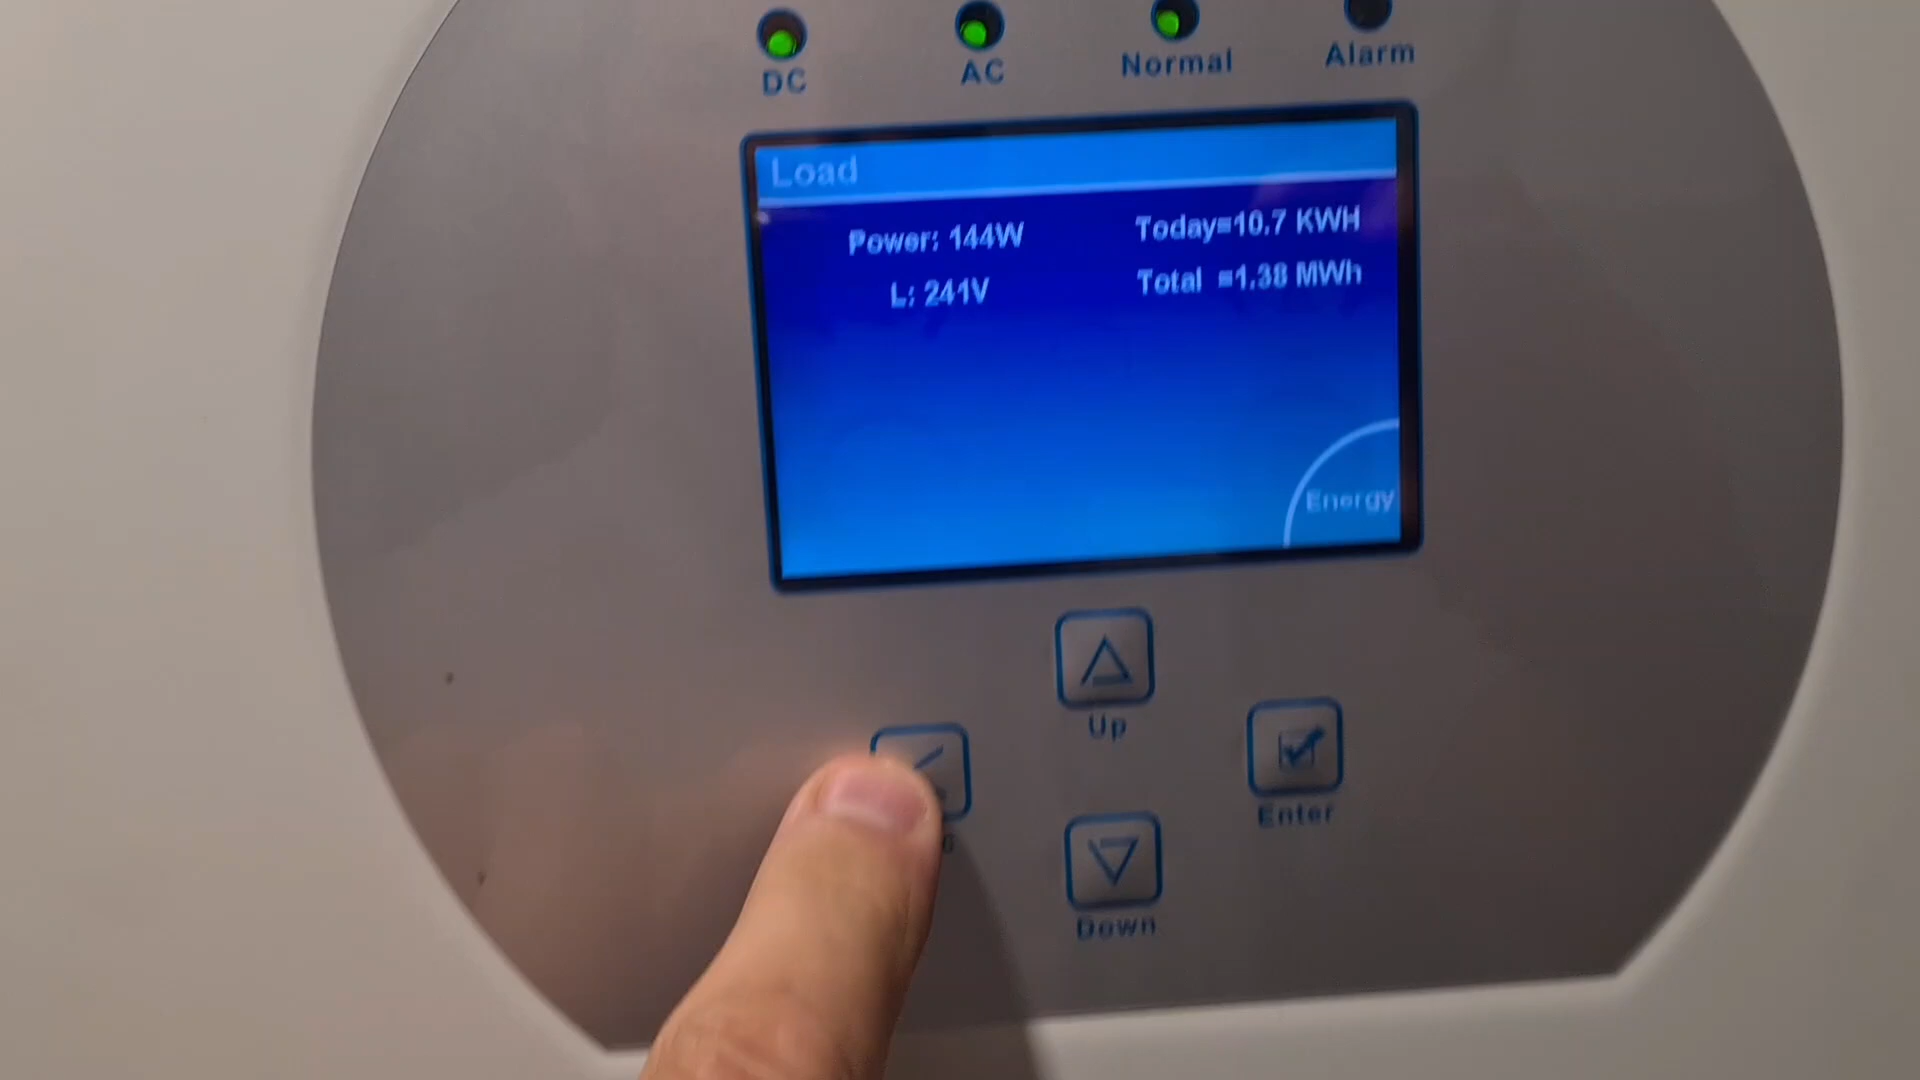 DC AC Normal Alarm
Load
Power: 144W Today=10.7 KWH
L: 241V Total =1.38 MWh
Energy
Up
Enter
Down